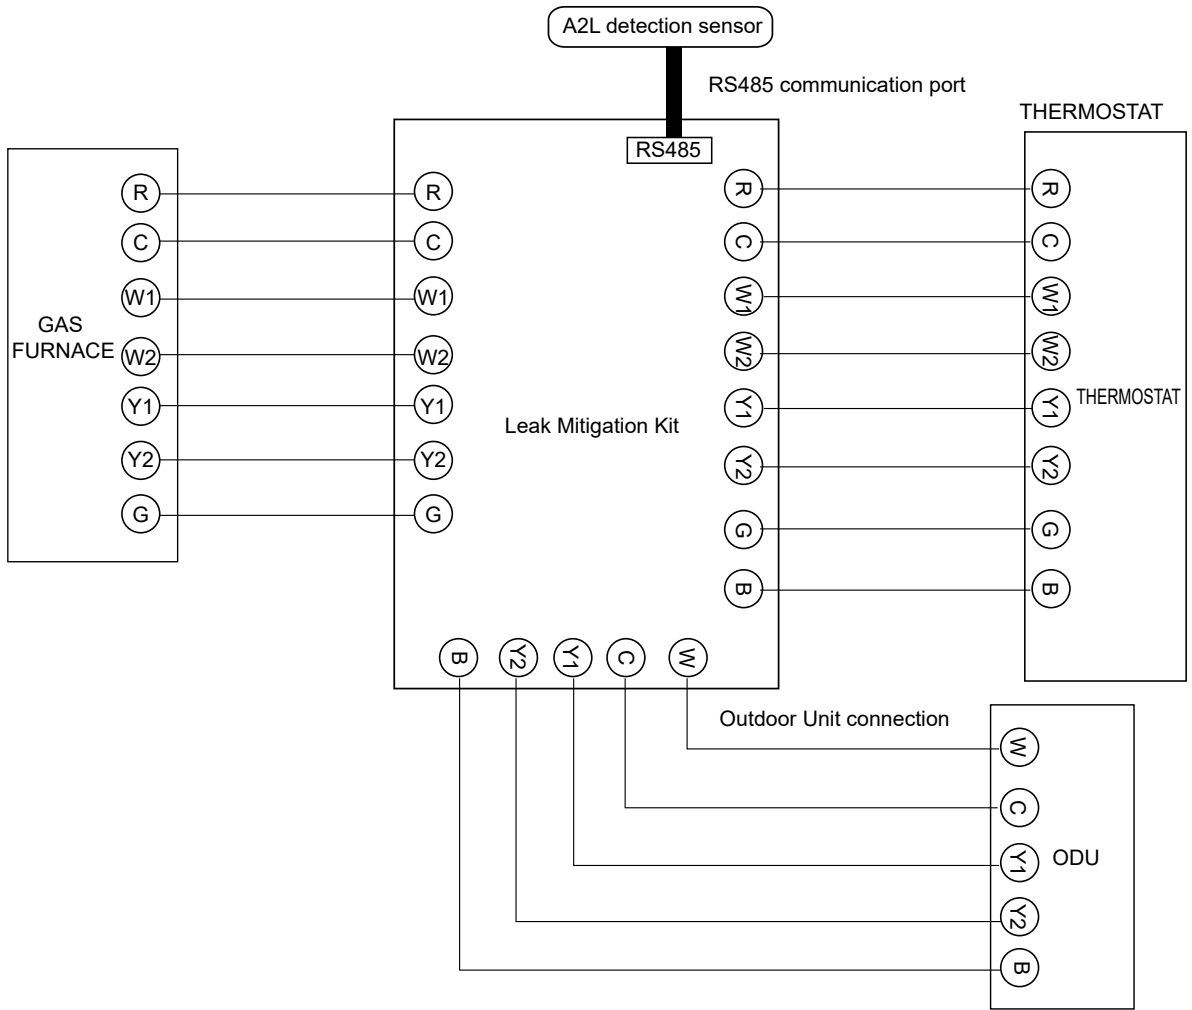 A2L detection sensor
RS485 communication port
RS485
THERMOSTAT
GAS
FURNACE
R
C
W1
W2
Y1
Y2
G
R
C
W1
W2
Y1
Y2
G
Leak Mitigation Kit
R
C
W1
W2
Y1
Y2
G
B
R
C
W1
W2
Y1
Y2
G
B
THERMOSTAT
B
Y2
Y1
C
W
Outdoor Unit connection
W
C
Y1
Y2
B
ODU